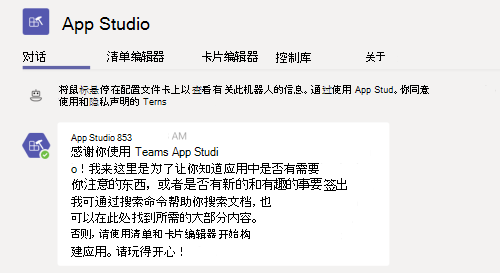 App Studio
对话 清单编辑器 卡片编辑器 控制库 关于
将鼠标悬停在配置文件卡上以查看有关此机器人的信息。通过使用 App Stud。你同意
使用和隐私声明的 Terns
App Studio 853 AM
感谢你使用 Teams App Studi
o！我来这里是为了让你知道应用中是否有需要
你注意的东西，或者是否有新的和有趣的事要签出
我可通过搜索命令帮助你搜索文档，也
可以在此处找到所需的大部分内容。
否则，请使用清单和卡片编辑器开始构
建应用。请玩得开心！